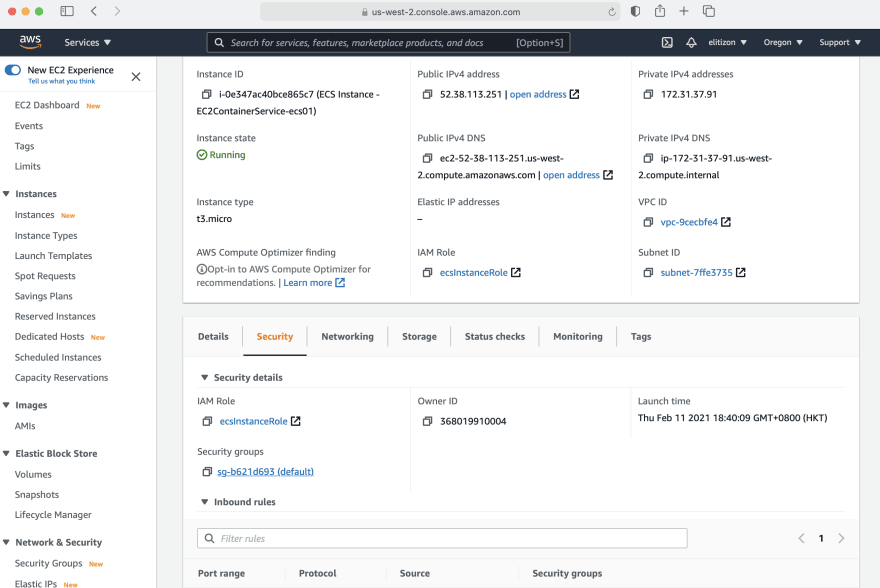 us-west-2.console.aws.amazon.com
aws
Services
Search for services, features, marketplace products, and docs
[Option+S]
elitizon
Oregon
Support
New EC2 Experience
Tell us what you think
EC2 Dashboard New
Events
Tags
Limits
Instances
Instances New
Instance Types
Launch Templates
Spot Requests
Savings Plans
Reserved Instances
Dedicated Hosts New
Scheduled Instances
Capacity Reservations
Images
AMIs
Elastic Block Store
Volumes
Snapshots
Lifecycle Manager
Network & Security
Security Groups New
Elastic IPs New
Instance ID
i-0e347ac40bce865c7 (ECS Instance -
EC2ContainerService-ecs01)
Public IPv4 address
52.38.113.251 | open address
Private IPv4 addresses
172.31.37.91
Instance state
Running
Public IPv4 DNS
ec2-52-38-113-251.us-west-
2.compute.amazonaws.com | open address
Private IPv4 DNS
ip-172-31-37-91.us-west-
2.compute.internal
Instance type
t3.micro
Elastic IP addresses
–
VPC ID
vpc-9cecbfe4
AWS Compute Optimizer finding
Opt-in to AWS Compute Optimizer for
recommendations. | Learn more
IAM Role
ecsInstanceRole
Subnet ID
subnet-7ffe3735
Details
Security
Networking
Storage
Status checks
Monitoring
Tags
Security details
IAM Role
ecsInstanceRole
Owner ID
368019910004
Launch time
Thu Feb 11 2021 18:40:09 GMT+0800 (HKT)
Security groups
sg-b621d693 (default)
Inbound rules
Filter rules
1
Port range
Protocol
Source
Security groups